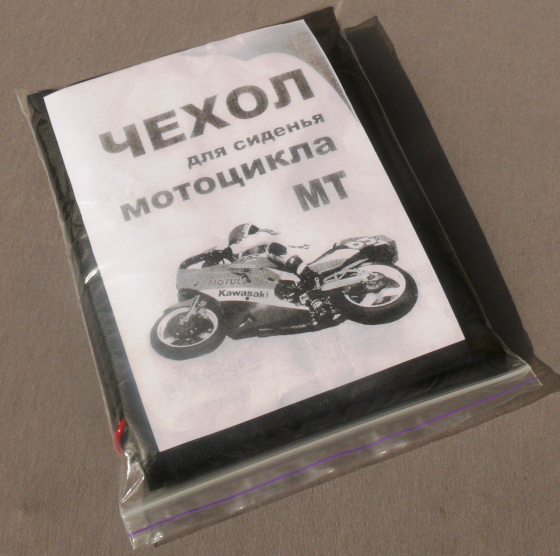 ЧЕХОЛ
для сиденья
мотоцикла
МТ
MOTUL
Kawasaki